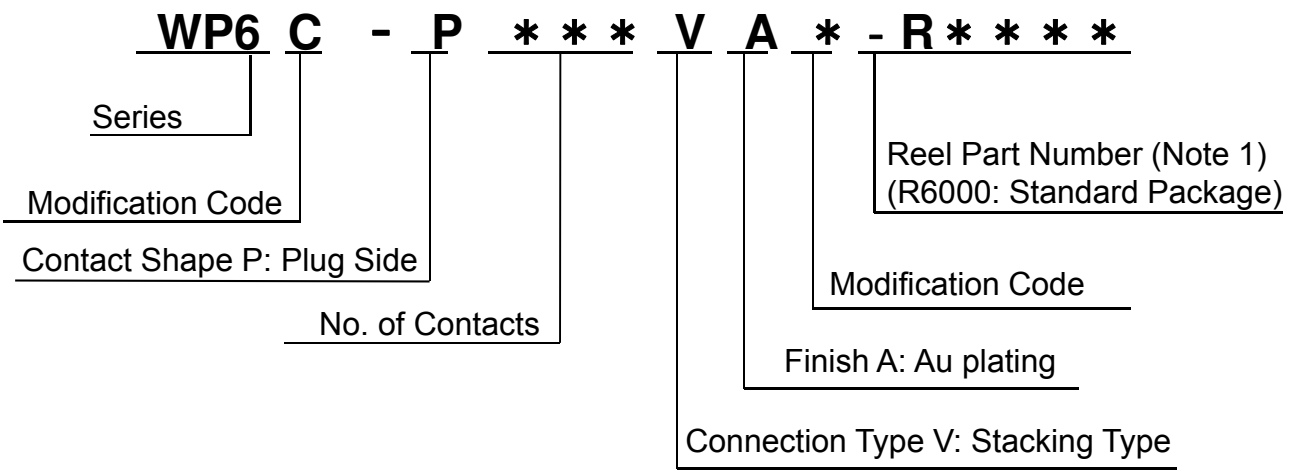 WP6 C - P * * * V A * - R * * * *
Series
Reel Part Number (Note 1)
(R6000: Standard Package)
Modification Code
Contact Shape P: Plug Side
Modification Code
No. of Contacts
Finish A: Au plating
Connection Type V: Stacking Type